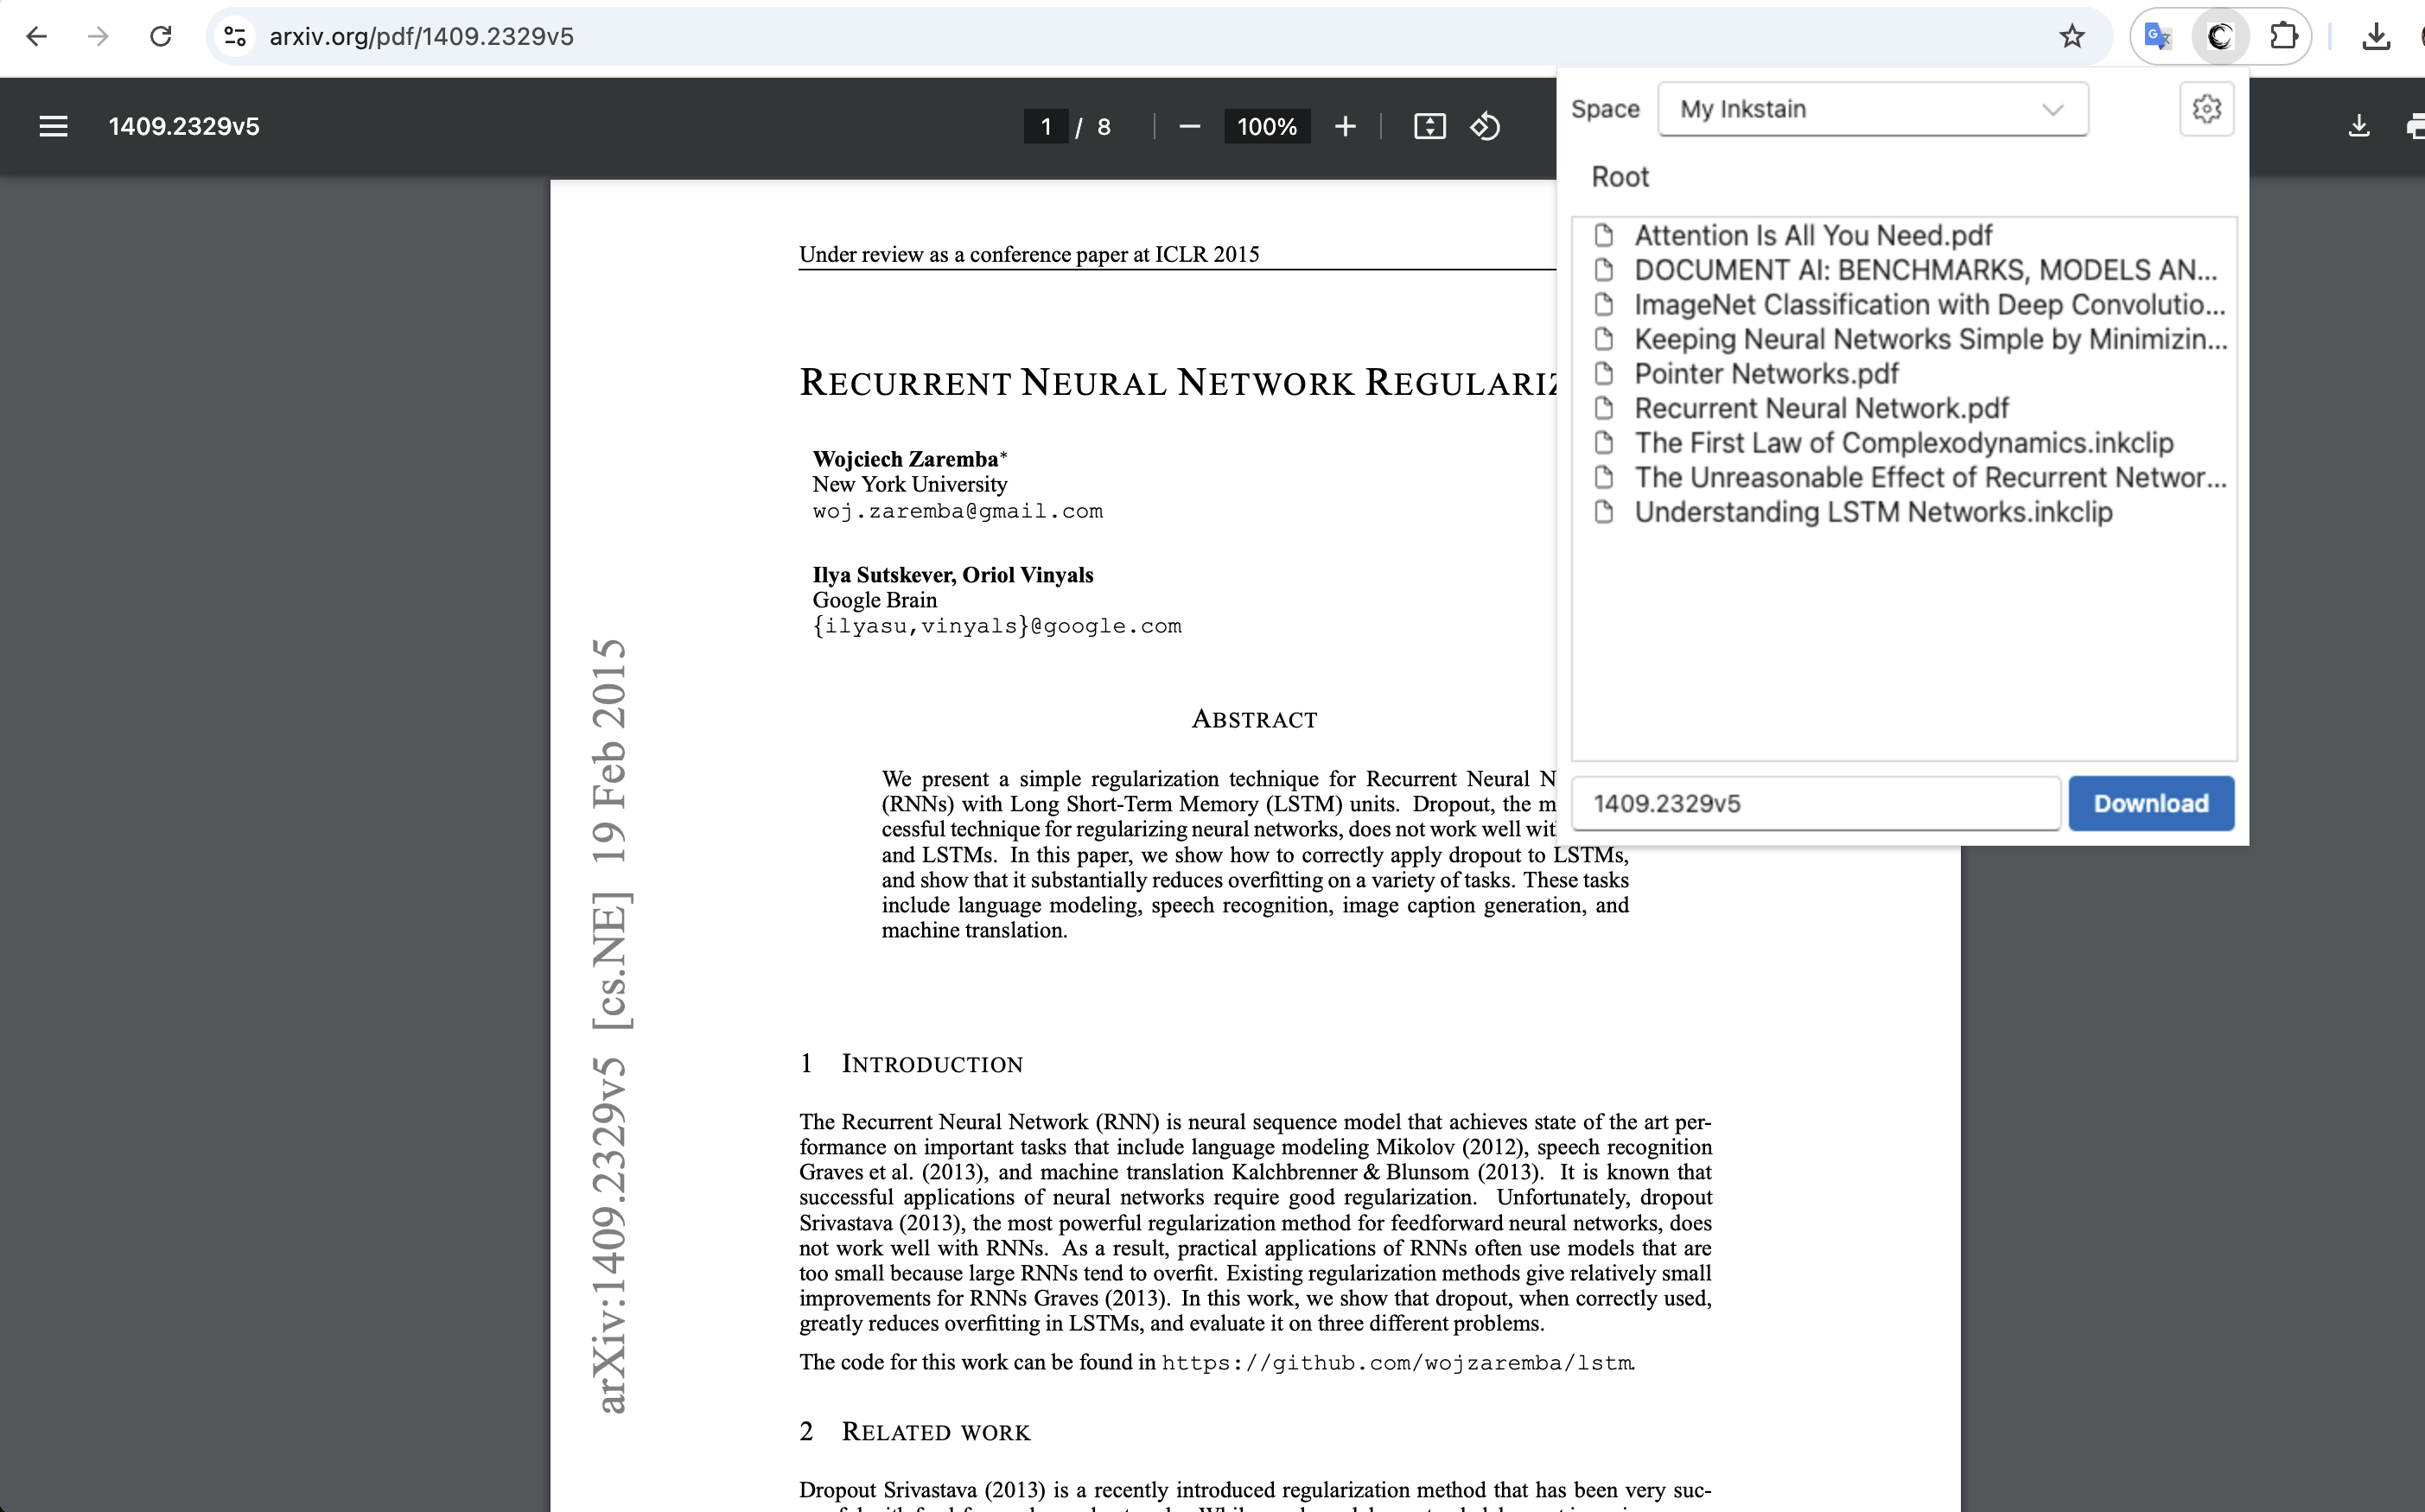 arxiv.org/pdf/1409.2329v5
1409.2329v5
1 / 8
100%
Space
My Inkstain
Root
Attention Is All You Need.pdf
DOCUMENT AI: BENCHMARKS, MODELS AN...
ImageNet Classification with Deep Convolutio...
Keeping Neural Networks Simple by Minimizin...
Pointer Networks.pdf
Recurrent Neural Network.pdf
The First Law of Complexodynamics.inkclip
The Unreasonable Effect of Recurrent Networ...
Understanding LSTM Networks.inkclip
1409.2329v5
Download
Under review as a conference paper at ICLR 2015
RECURRENT NEURAL NETWORK REGULARIZ
Wojciech Zaremba*
New York University
woj.zaremba@gmail.com
Ilya Sutskever, Oriol Vinyals
Google Brain
{ilyasu,vinyals}@google.com
arXiv:1409.2329v5 [cs.NE] 19 Feb 2015
ABSTRACT
We present a simple regularization technique for Recurrent Neural N
(RNNs) with Long Short-Term Memory (LSTM) units. Dropout, the m
cessful technique for regularizing neural networks, does not work well wit
and LSTMs. In this paper, we show how to correctly apply dropout to LSTMs,
and show that it substantially reduces overfitting on a variety of tasks. These tasks
include language modeling, speech recognition, image caption generation, and
machine translation.
1 INTRODUCTION
The Recurrent Neural Network (RNN) is neural sequence model that achieves state of the art per-
formance on important tasks that include language modeling Mikolov (2012), speech recognition
Graves et al. (2013), and machine translation Kalchbrenner & Blunsom (2013). It is known that
successful applications of neural networks require good regularization. Unfortunately, dropout
Srivastava (2013), the most powerful regularization method for feedforward neural networks, does
not work well with RNNs. As a result, practical applications of RNNs often use models that are
too small because large RNNs tend to overfit. Existing regularization methods give relatively small
improvements for RNNs Graves (2013). In this work, we show that dropout, when correctly used,
greatly reduces overfitting in LSTMs, and evaluate it on three different problems.
The code for this work can be found in https://github.com/wojzaremba/lstm.
2 RELATED WORK
Dropout Srivastava (2013) is a recently introduced regularization method that has been very suc-